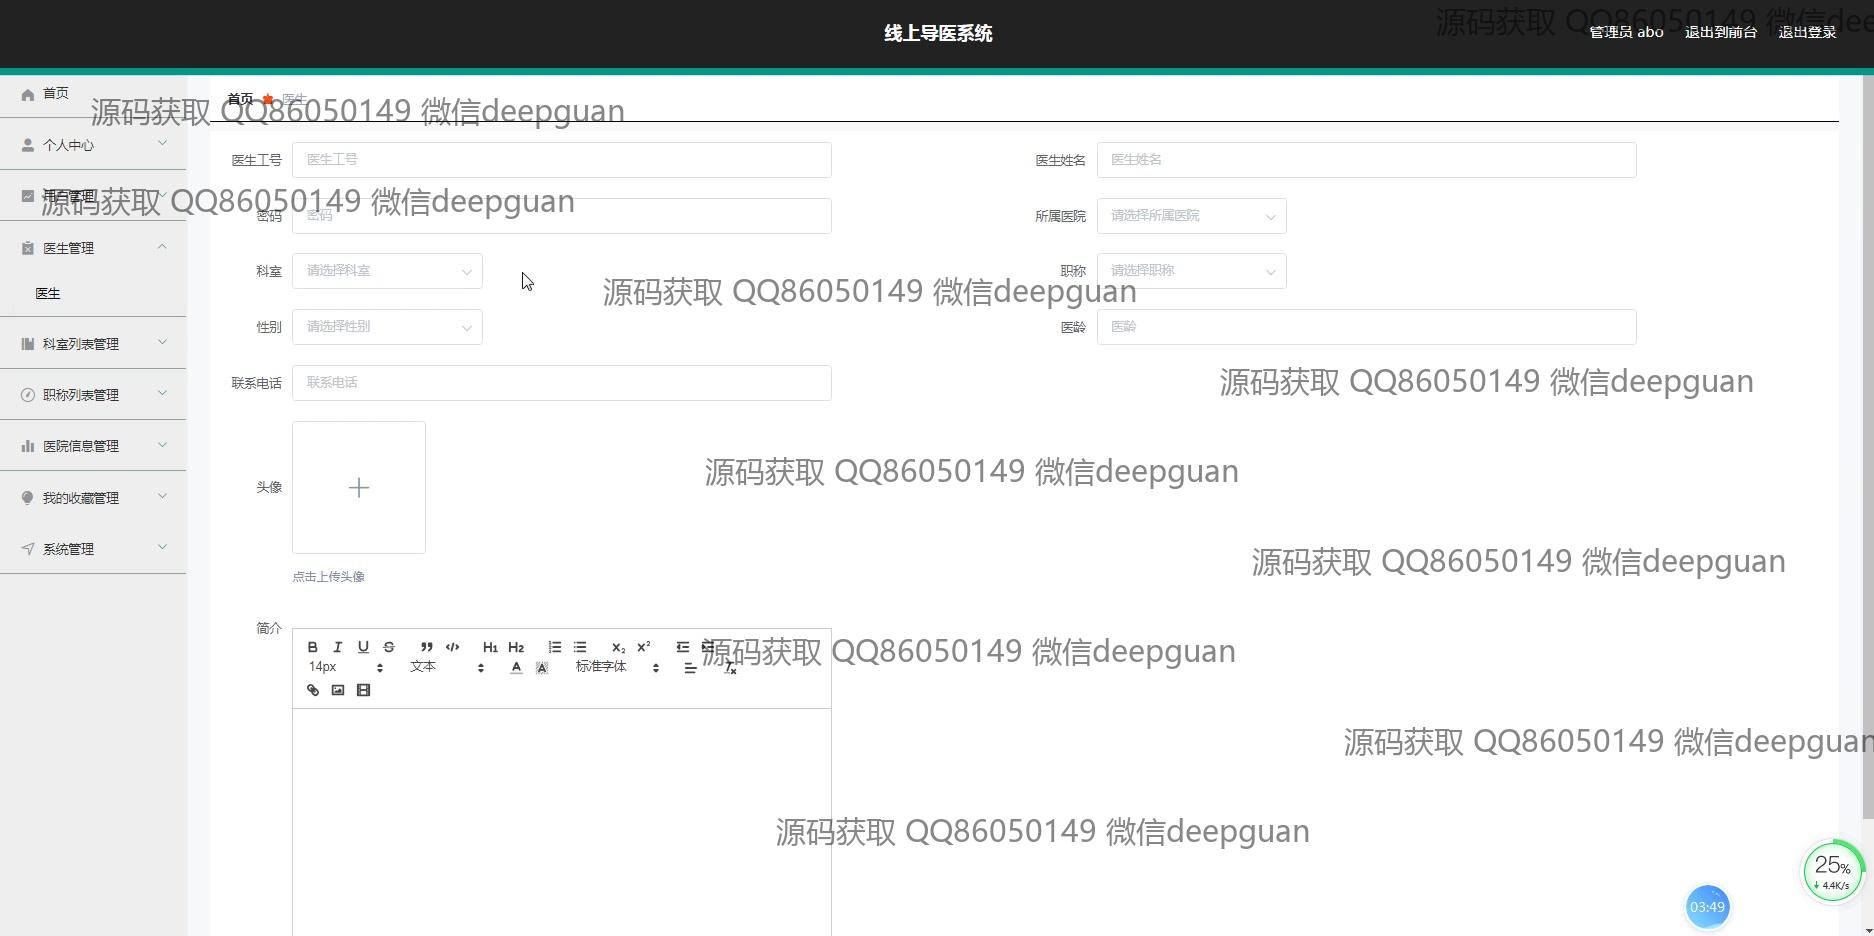 线上导医系统
源码获取 QQ86050149 微信dee
管理员 abo 退出到前台 退出登录
首页
首页 医生
源码获取 QQ86050149 微信deepguan
个人中心
医生工号 医生工号 医生姓名 医生姓名
用户管理
源码获取 QQ86050149 微信deepguan
密码 密码 所属医院 请选择所属医院
医生管理
医生
科室 请选择科室 职称 请选择职称
源码获取 QQ86050149 微信deepguan
性别 请选择性别 医龄 医龄
科室列表管理
联系电话 联系电话
源码获取 QQ86050149 微信deepguan
职称列表管理
医院信息管理
源码获取 QQ86050149 微信deepguan
头像
我的收藏管理
系统管理
源码获取 QQ86050149 微信deepguan
点击上传头像
简介
B I U S H1 H2 X2 X2
源码获取 QQ86050149 微信deepguan
14px 文本 A A 标准字体 Tx
源码获取 QQ86050149 微信deepguan
源码获取 QQ86050149 微信deepguan
25%
4.4K/s
03:49